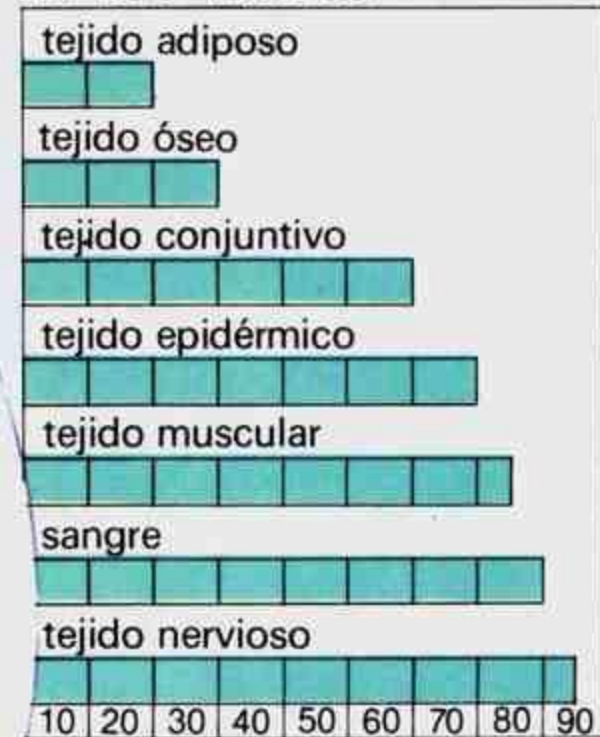 tejido adiposo
tejido óseo
tejido conjuntivo
tejido epidérmico
tejido muscular
sangre
tejido nervioso
10 20 30 40 50 60 70 80 90